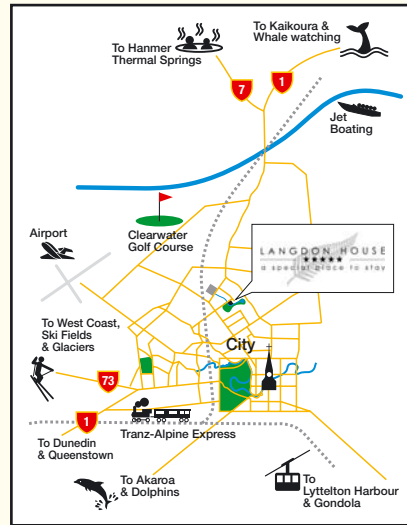 To Kaikoura &
Whale watching
To Hanmer
Thermal Springs
7
1
Jet
Boating
Airport
Clearwater
Golf Course
LANGDON HOUSE
★★★★★
a special place to stay
To West Coast,
Ski Fields
& Glaciers
City
73
1
Tranz-Alpine Express
To Dunedin
& Queenstown
To Akaroa
& Dolphins
To
Lyttelton Harbour
& Gondola